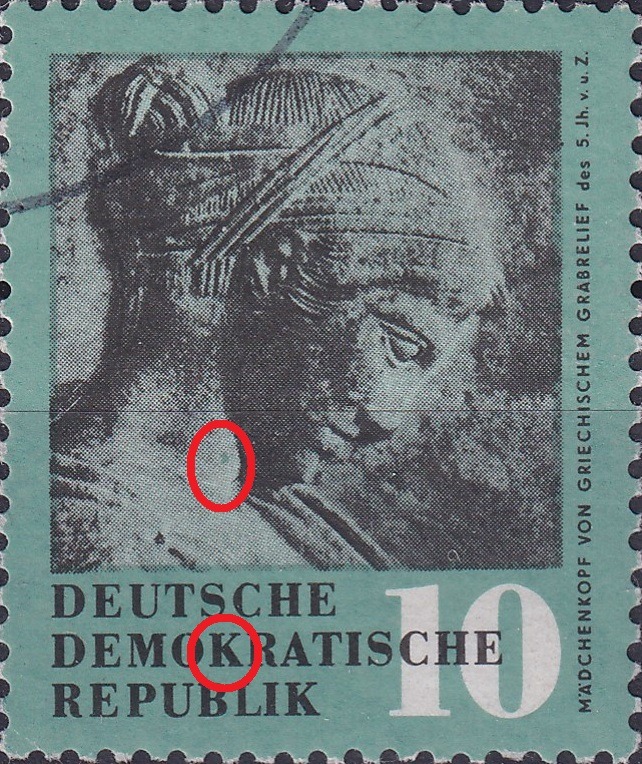 DEUTSCHE
DEMOKRATISCHE
REPUBLIK
10
MÄDCHENKOPF VON GRIECHISCHEM GRABRELIEF des 5. Jh. v. u. Z.